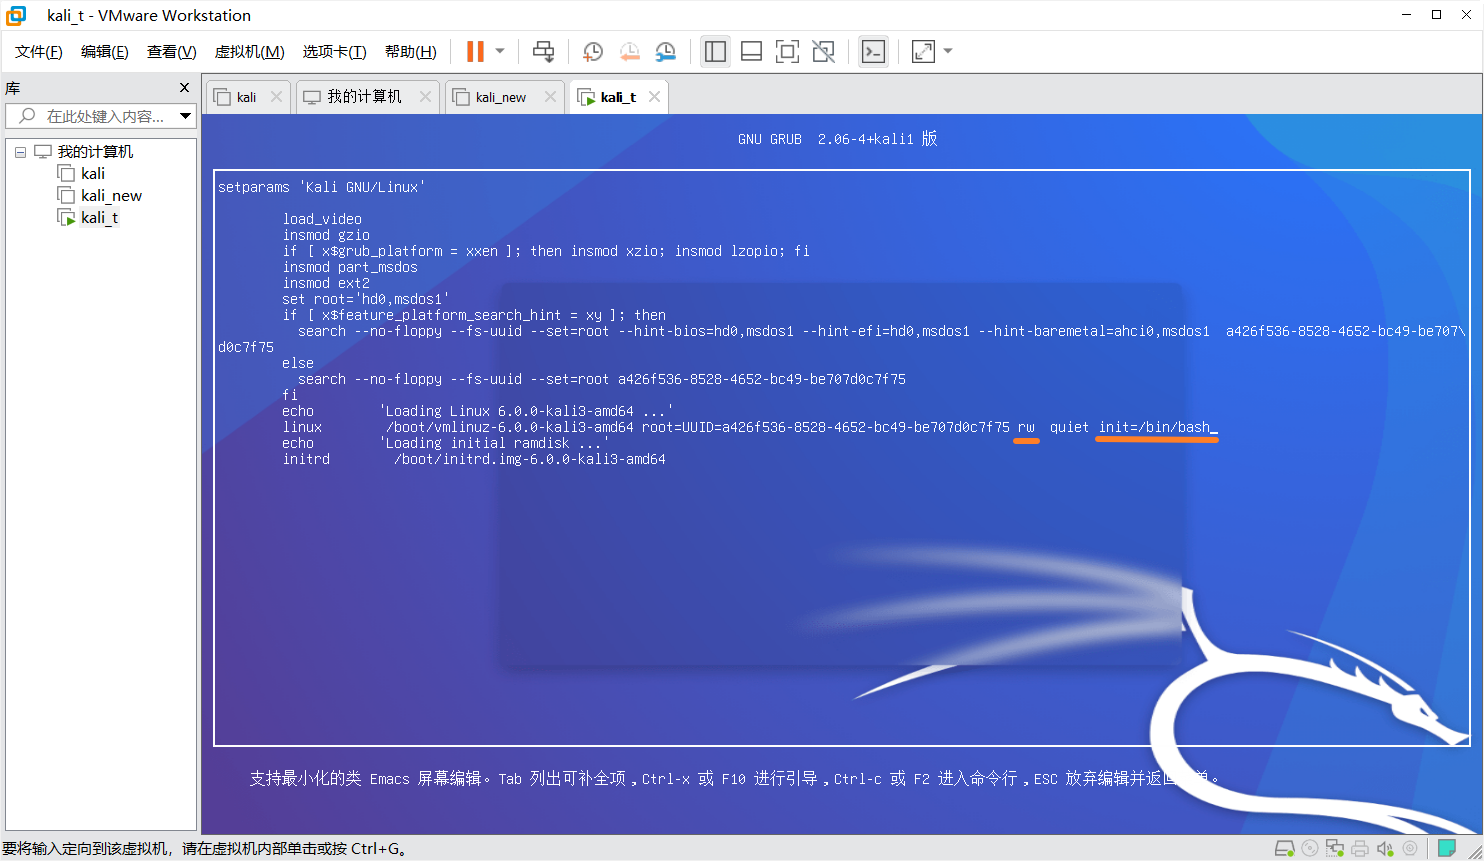 kali_t - VMware Workstation
文件(F) 编辑(E) 查看(V) 虚拟机(M) 选项卡(T) 帮助(H)
库
在此处键入内容...
我的计算机
kali
kali_new
kali_t
kali 我的计算机 kali_new kali_t
GNU GRUB 2.06-4+kali1 版
setparams 'Kali GNU/Linux'
load_video
insmod gzio
if [ x$grub_platform = xxen ]; then insmod xzio; insmod lzopio; fi
insmod part_msdos
insmod ext2
set root='hd0,msdos1'
if [ x$feature_platform_search_hint = xy ]; then
search --no-floppy --fs-uuid --set=root --hint-bios=hd0,msdos1 --hint-efi=hd0,msdos1 --hint-baremetal=ahci0,msdos1 a426f536-8528-4652-bc49-be707\
d0c7f75
else
search --no-floppy --fs-uuid --set=root a426f536-8528-4652-bc49-be707d0c7f75
fi
echo 'Loading Linux 6.0.0-kali3-amd64 ...'
linux /boot/vmlinuz-6.0.0-kali3-amd64 root=UUID=a426f536-8528-4652-bc49-be707d0c7f75 rw quiet init=/bin/bash_
echo 'Loading initial ramdisk ...'
initrd /boot/initrd.img-6.0.0-kali3-amd64
支持最小化的类 Emacs 屏幕编辑。Tab 列出可补全项，Ctrl-x 或 F10 进行引导，Ctrl-c 或 F2 进入命令行，ESC 放弃编辑并返回菜单。
要将输入定向到该虚拟机，请在虚拟机内部单击或按 Ctrl+G。